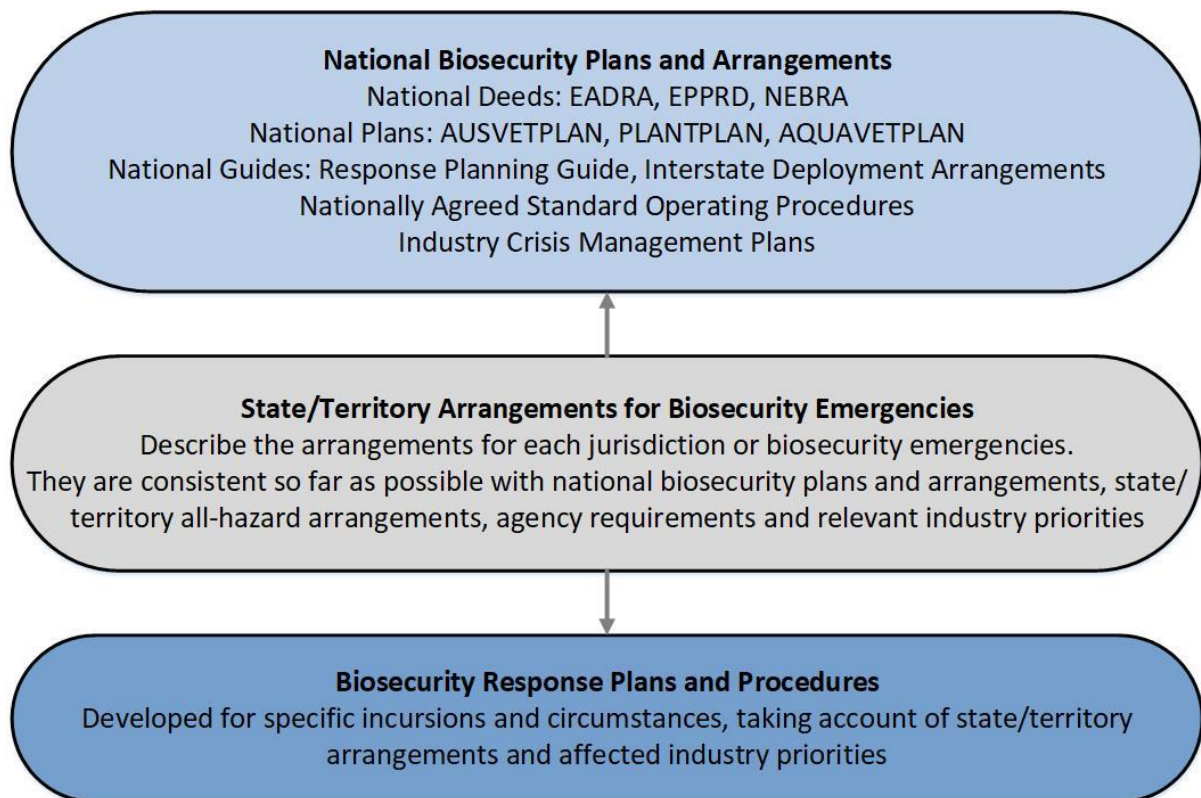 National Biosecurity Plans and Arrangements
National Deeds: EADRA, EPPRD, NEBRA
National Plans: AUSVETPLAN, PLANTPLAN, AQUAVETPLAN
National Guides: Response Planning Guide, Interstate Deployment Arrangements
Nationally Agreed Standard Operating Procedures
Industry Crisis Management Plans
State/Territory Arrangements for Biosecurity Emergencies
Describe the arrangements for each jurisdiction or biosecurity emergencies.
They are consistent so far as possible with national biosecurity plans and arrangements, state/
territory all-hazard arrangements, agency requirements and relevant industry priorities
Biosecurity Response Plans and Procedures
Developed for specific incursions and circumstances, taking account of state/territory
arrangements and affected industry priorities